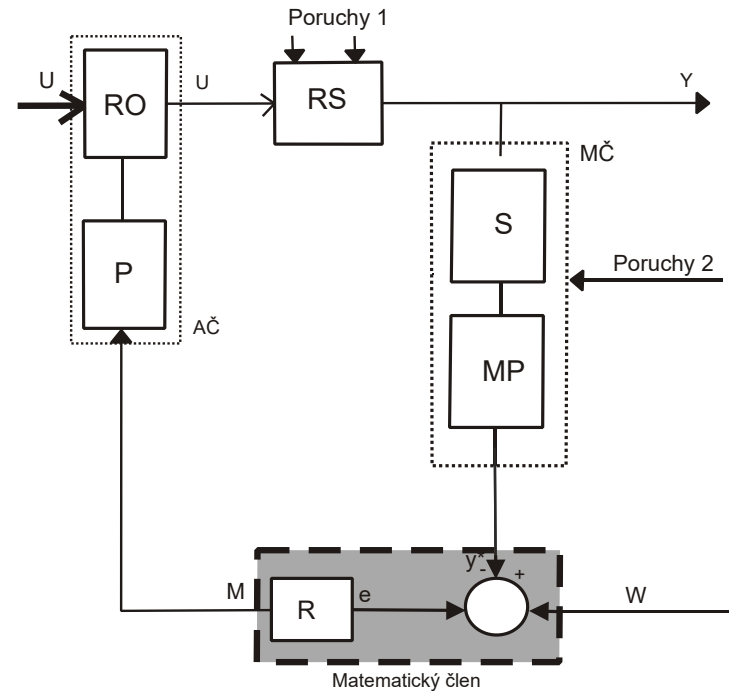 Poruchy 1
U
RO
U
RS
Y
MČ
S
P
Poruchy 2
AČ
MP
y*
-
+
M
R
e
W
Matematický člen